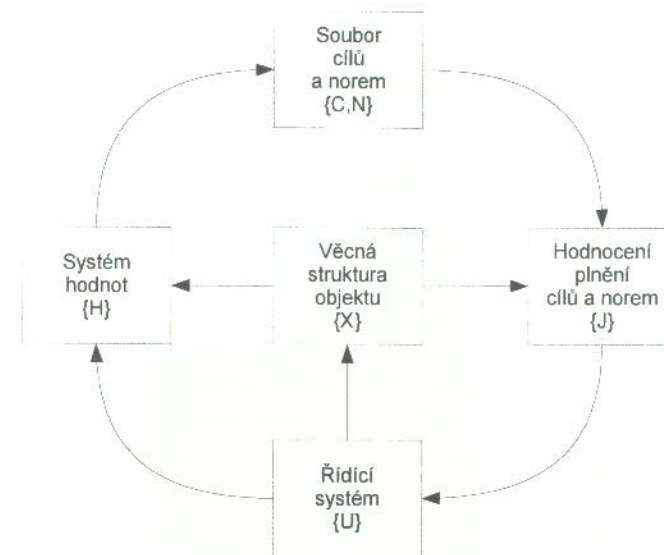 Soubor
cílů
a norem
{C,N}
Systém
hodnot
{H}
Věcná
struktura
objektu
{X}
Hodnocení
plnění
cílů a norem
{J}
Řídící
systém
{U}